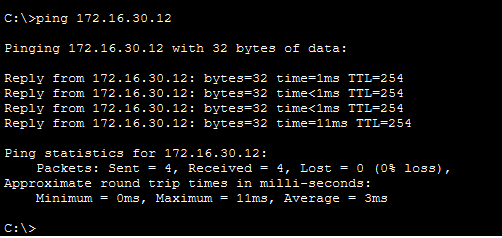 C:\>ping 172.16.30.12
Pinging 172.16.30.12 with 32 bytes of data:
Reply from 172.16.30.12: bytes=32 time=1ms TTL=254
Reply from 172.16.30.12: bytes=32 time<1ms TTL=254
Reply from 172.16.30.12: bytes=32 time<1ms TTL=254
Reply from 172.16.30.12: bytes=32 time=11ms TTL=254
Ping statistics for 172.16.30.12:
    Packets: Sent = 4, Received = 4, Lost = 0 (0% loss),
Approximate round trip times in milli-seconds:
    Minimum = 0ms, Maximum = 11ms, Average = 3ms
C:\>